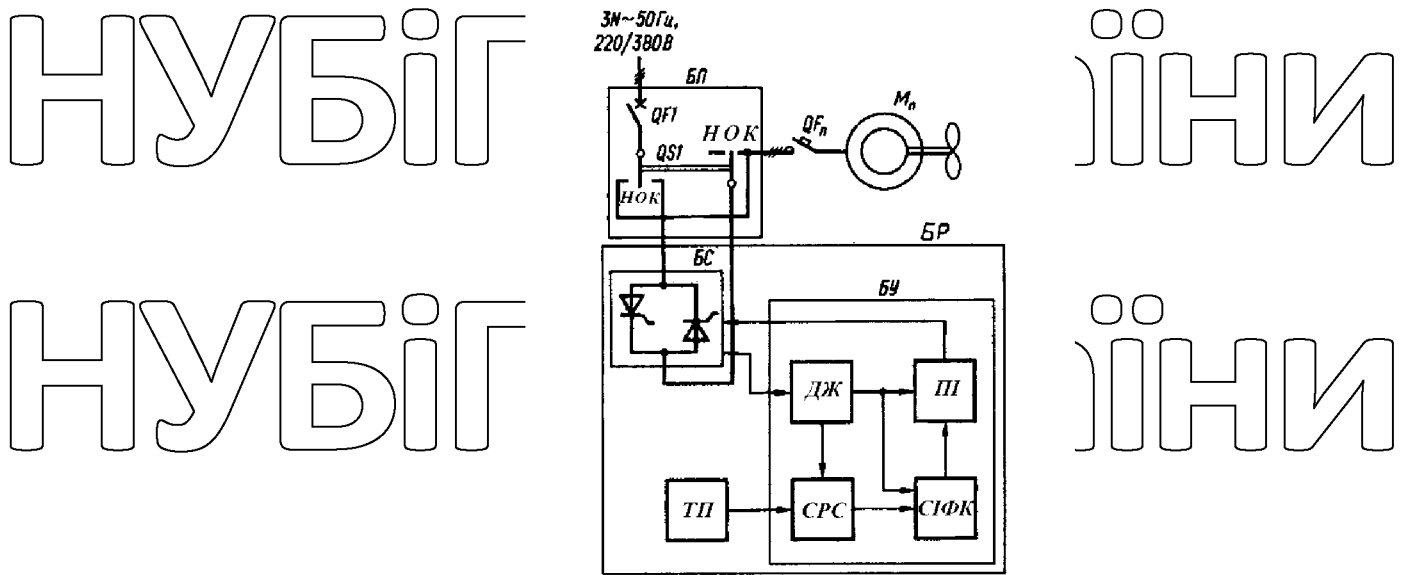 НУБІГ
ЇНИ
3N~50Гц,
220/380В
БП
QF1
НОК
QS1
НОК
QFп
Мп
БР
БС
БУ
ДЖ
ПІ
ТП
СРС
СІФК
НУБІГ
ЇНИ